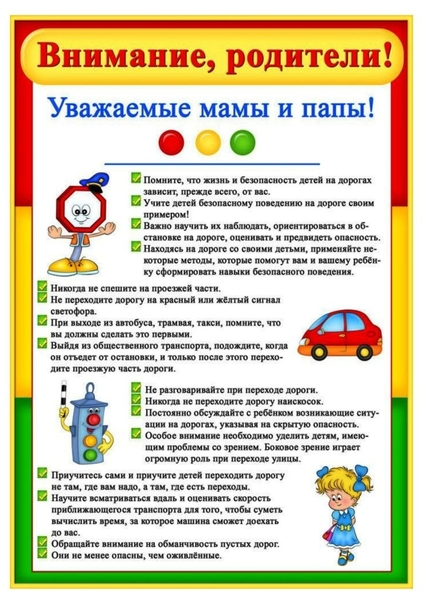 Внимание, родители!
Уважаемые мамы и папы!
Помните, что жизнь и безопасность детей на дорогах
зависит, прежде всего, от вас.
Учите детей безопасному поведению на дороге своим
примером!
Важно научить их наблюдать, ориентироваться в об-
становке на дороге, оценивать и предвидеть опасность.
Находясь на дороге со своими детьми, применяйте не-
которые методы, которые помогут вам и вашему ребён-
ку сформировать навыки безопасного поведения.
Никогда не спешите на проезжей части.
Не переходите дорогу на красный или жёлтый сигнал
светофора.
При выходе из автобуса, трамвая, такси, помните, что
вы должны сделать это первыми.
Выйдя из общественного транспорта, подождите, когда
он отъедет от остановки, и только после этого перехо-
дите проезжую часть дороги.
Не разговаривайте при переходе дороги.
Никогда не переходите дорогу наискосок.
Постоянно обсуждайте с ребёнком возникающие ситу-
ации на дорогах, указывая на скрытую опасность.
Особое внимание необходимо уделить детям, имею-
щим проблемы со зрением. Боковое зрение играет
огромную роль при переходе улицы.
Приучитесь сами и приучите детей переходить дорогу
не там, где вам надо, а там, где есть переходы.
Научите всматриваться вдаль и оценивать скорость
приближающегося транспорта для того, чтобы суметь
вычислить время, за которое машина сможет доехать
до вас.
Обращайте внимание на обманчивость пустых дорог.
Они не менее опасны, чем оживлённые.